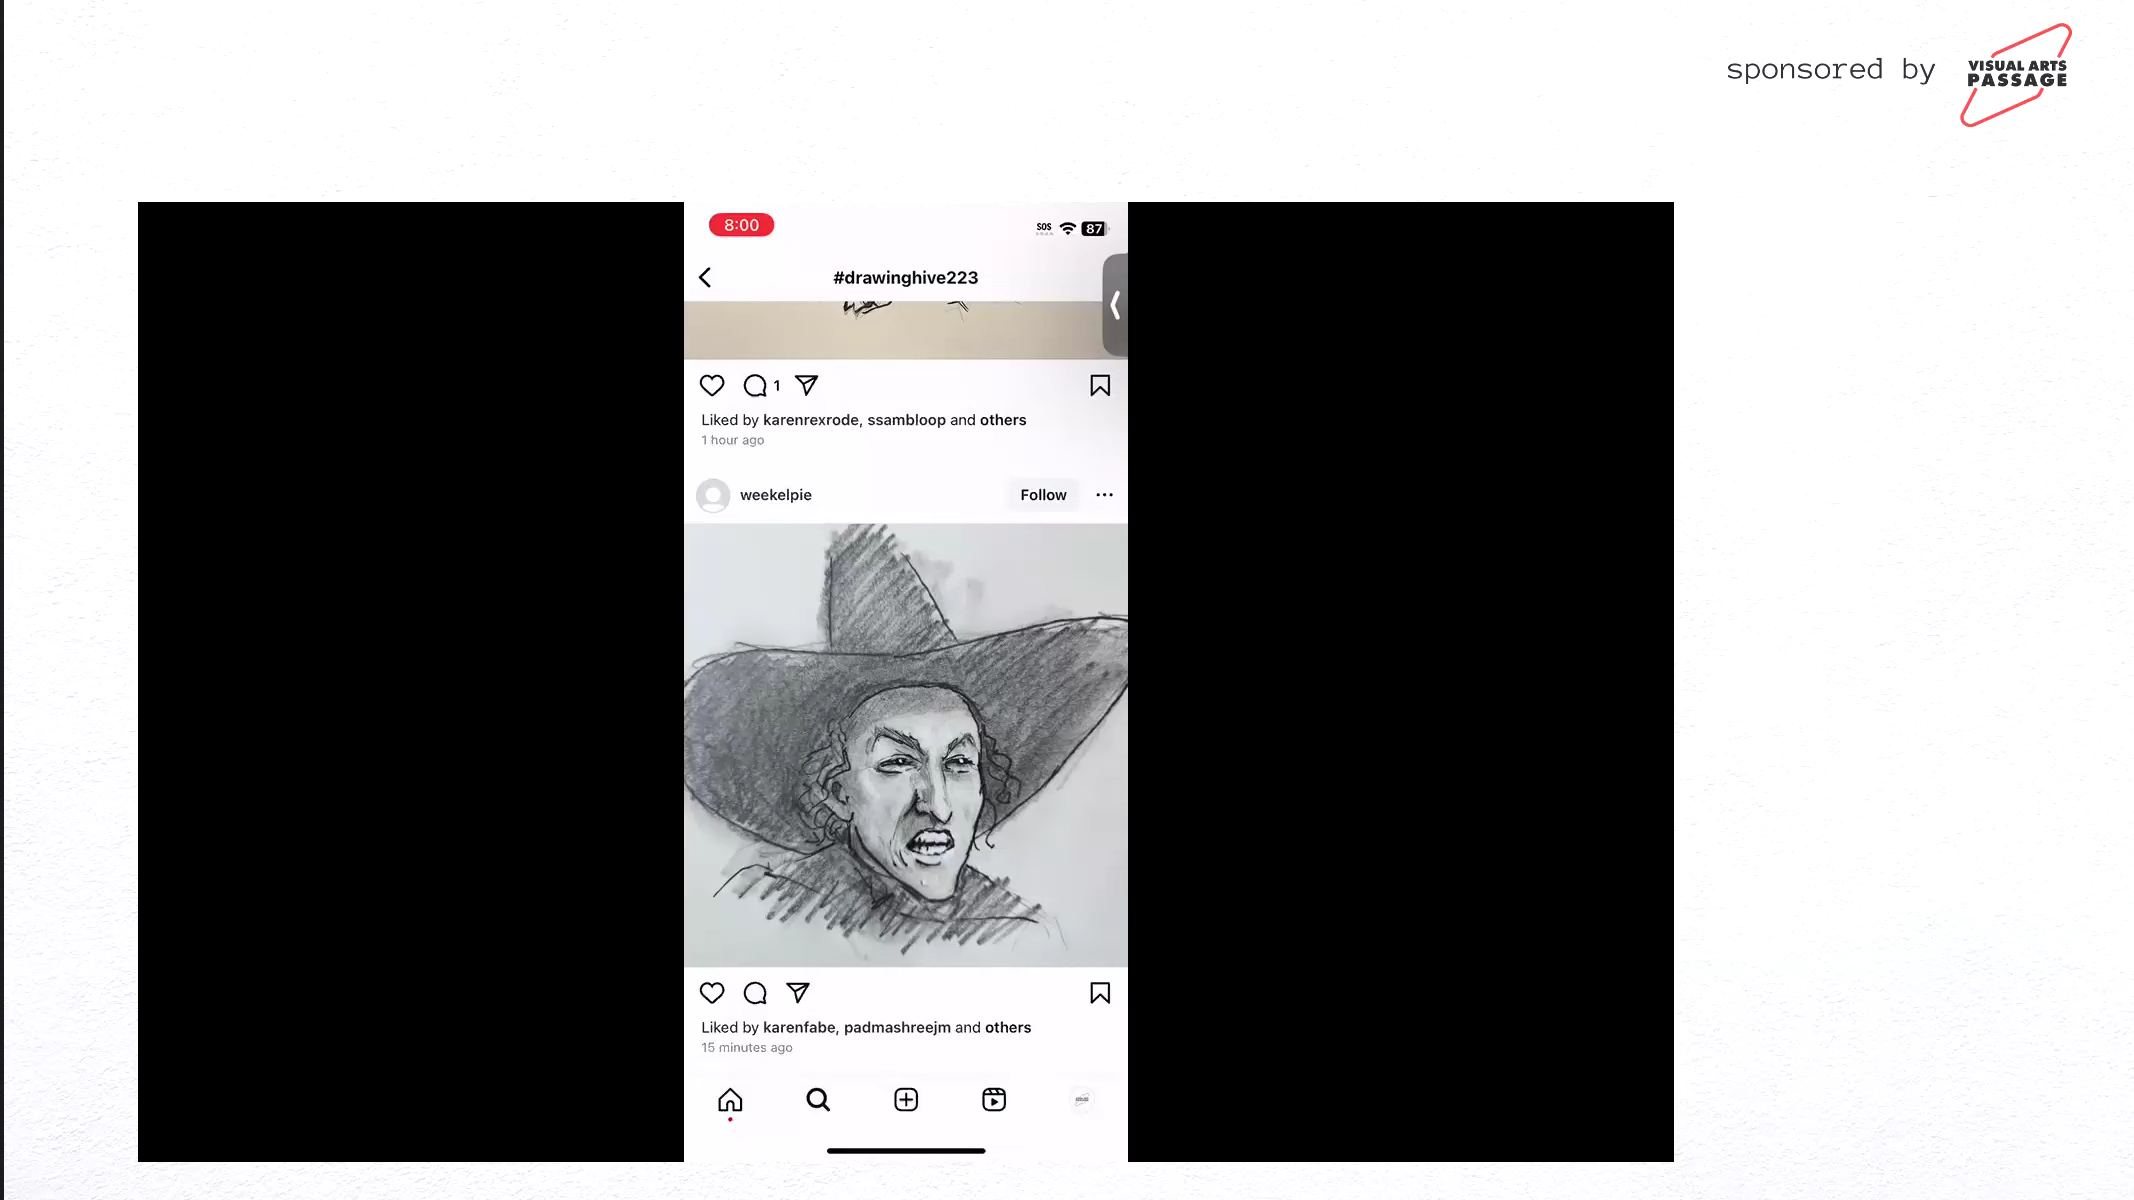 sponsored by
VISUAL ARTS
PASSAGE
8:00
SOS
87
#drawinghive223
1
Liked by karenrexrode, ssambloop and others
1 hour ago
weekelpie
Follow
Liked by karenfabe, padmashreejm and others
15 minutes ago